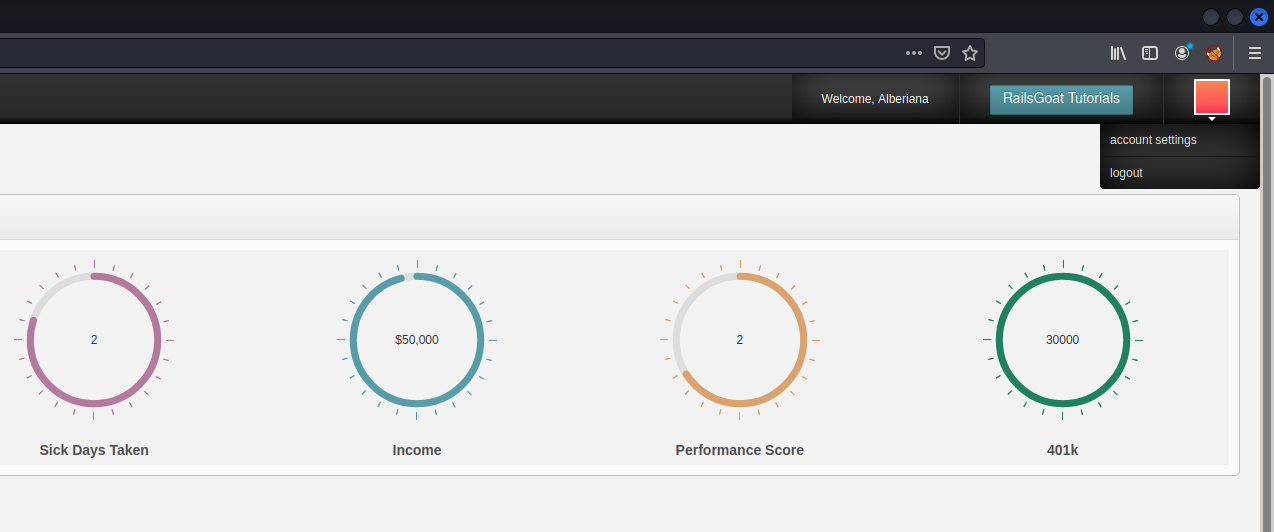 Welcome, Alberiana
RailsGoat Tutorials
account settings
logout
2
$50,000
2
30000
Sick Days Taken
Income
Performance Score
401k